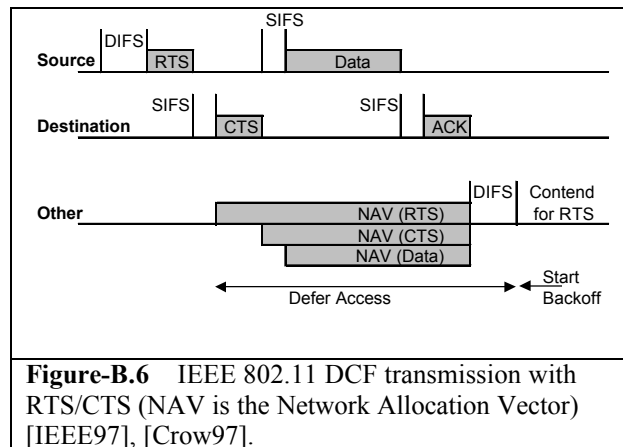 SIFS
DIFS
Source RTS Data
SIFS SIFS
Destination CTS ACK
DIFS Contend
Other NAV (RTS) for RTS
NAV (CTS)
NAV (Data)
Start
Defer Access Backoff
Figure-B.6 IEEE 802.11 DCF transmission with
RTS/CTS (NAV is the Network Allocation Vector)
[IEEE97], [Crow97].